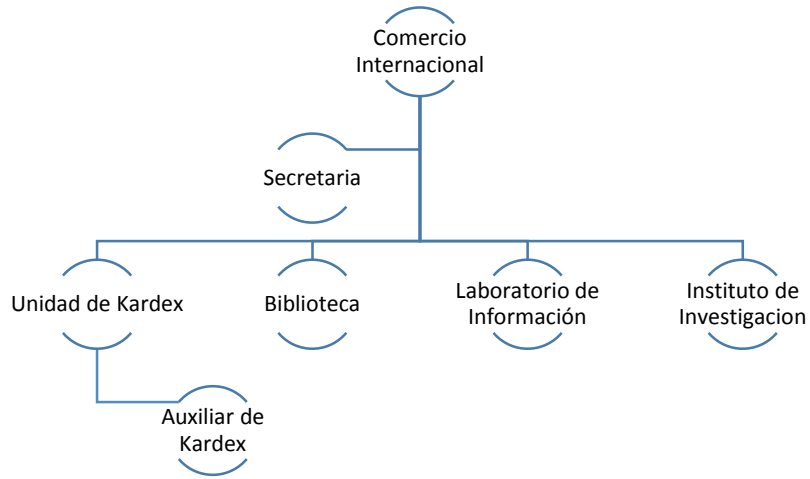 Comercio
Internacional
Secretaria
Unidad de Kardex
Biblioteca
Laboratorio de
Información
Instituto de
Investigacion
Auxiliar de
Kardex